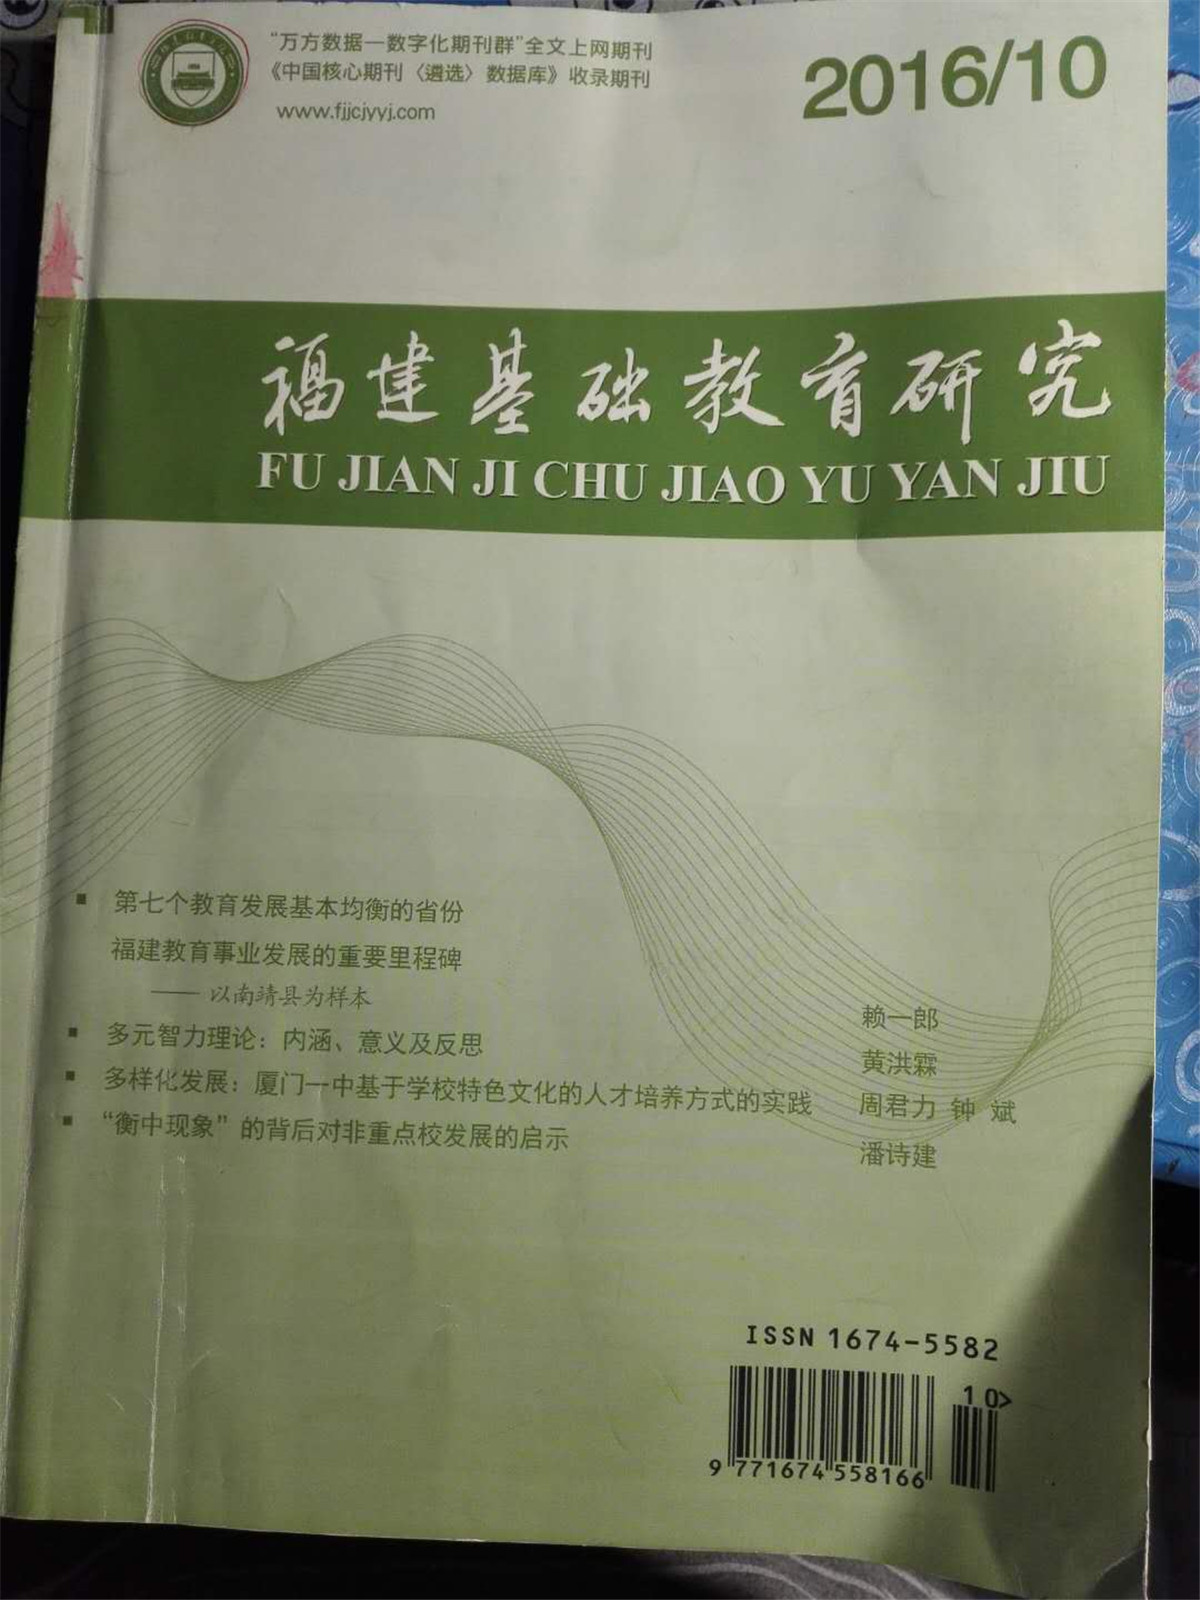 “万方数据—数字化期刊群”全文上网期刊
《中国核心期刊〈遴选〉数据库》收录期刊
www.fjjcjyyj.com
2016/10
福建基础教育研究
FU JIAN JI CHU JIAO YU YAN JIU
第七个教育发展基本均衡的省份
福建教育事业发展的重要里程碑
—— 以南靖县为样本 赖一郎
多元智力理论：内涵、意义及反思 黄洪霖
多样化发展：厦门一中基于学校特色文化的人才培养方式的实践 周君力 钟 斌
“衡中现象”的背后对非重点校发展的启示 潘诗建
ISSN 1674-5582
10>
9 771674 558166